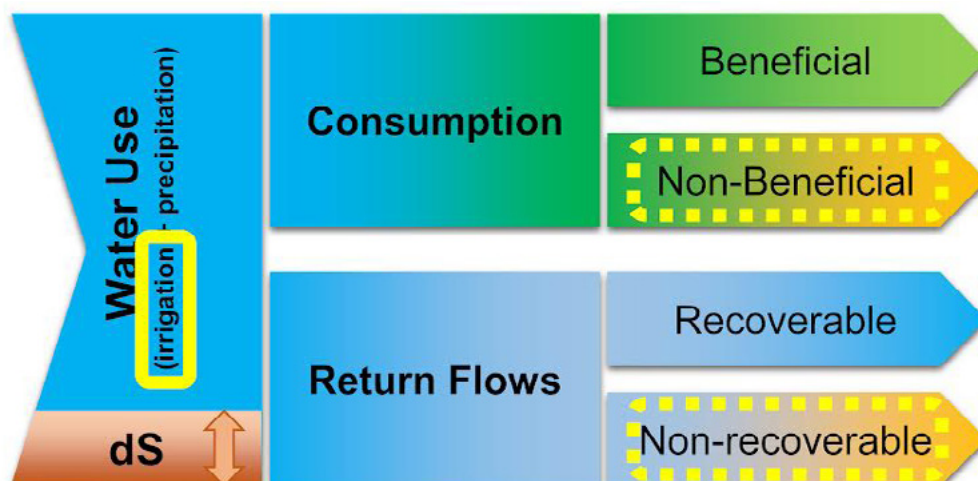 Water Use
(irrigation - precipitation)
dS
Consumption
Beneficial
Non-Beneficial
Return Flows
Recoverable
Non-recoverable